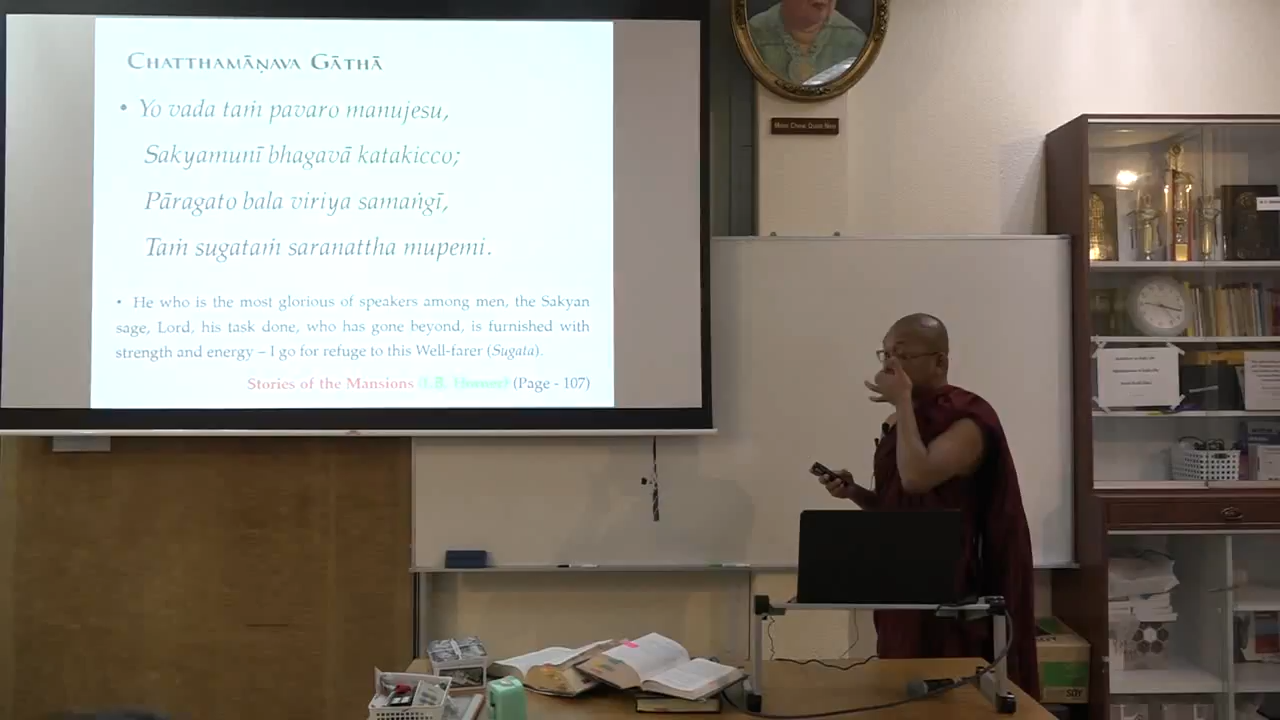 Chatthamāṇava Gāthā
• Yo vada taṁ pavaro manujesu,
Sakyamunī bhagavā katakicco;
Pāragato bala viriya samaṅgī,
Taṁ sugataṁ saranattha mupemi.
• He who is the most glorious of speakers among men, the Sakyan
sage, Lord, his task done, who has gone beyond, is furnished with
strength and energy – I go for refuge to this Well-farer (Sugata).
Stories of the Mansions (I. B. Horner) (Page - 107)